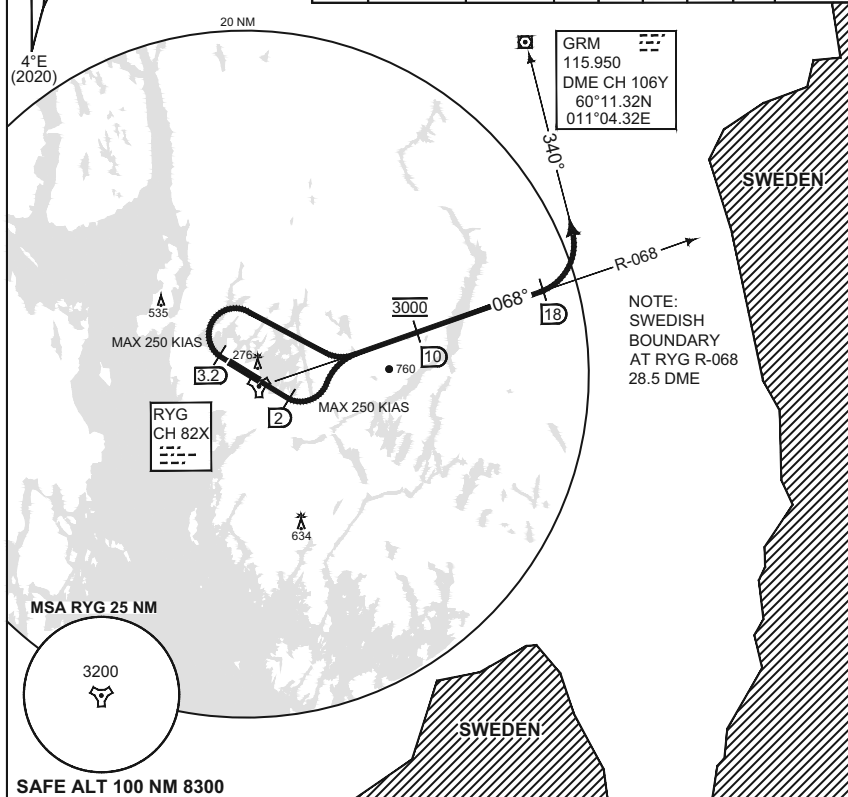 20 NM
4°E
(2020)
GRM
115.950
DME CH 106Y
60°11.32N
011°04.32E
340°
SWEDEN
R-068
068°
3000
18
10
NOTE:
SWEDISH
BOUNDARY
AT RYG R-068
28.5 DME
535
MAX 250 KIAS
276
3.2
760
2
MAX 250 KIAS
RYG
CH 82X
634
MSA RYG 25 NM
3200
SWEDEN
SAFE ALT 100 NM 8300